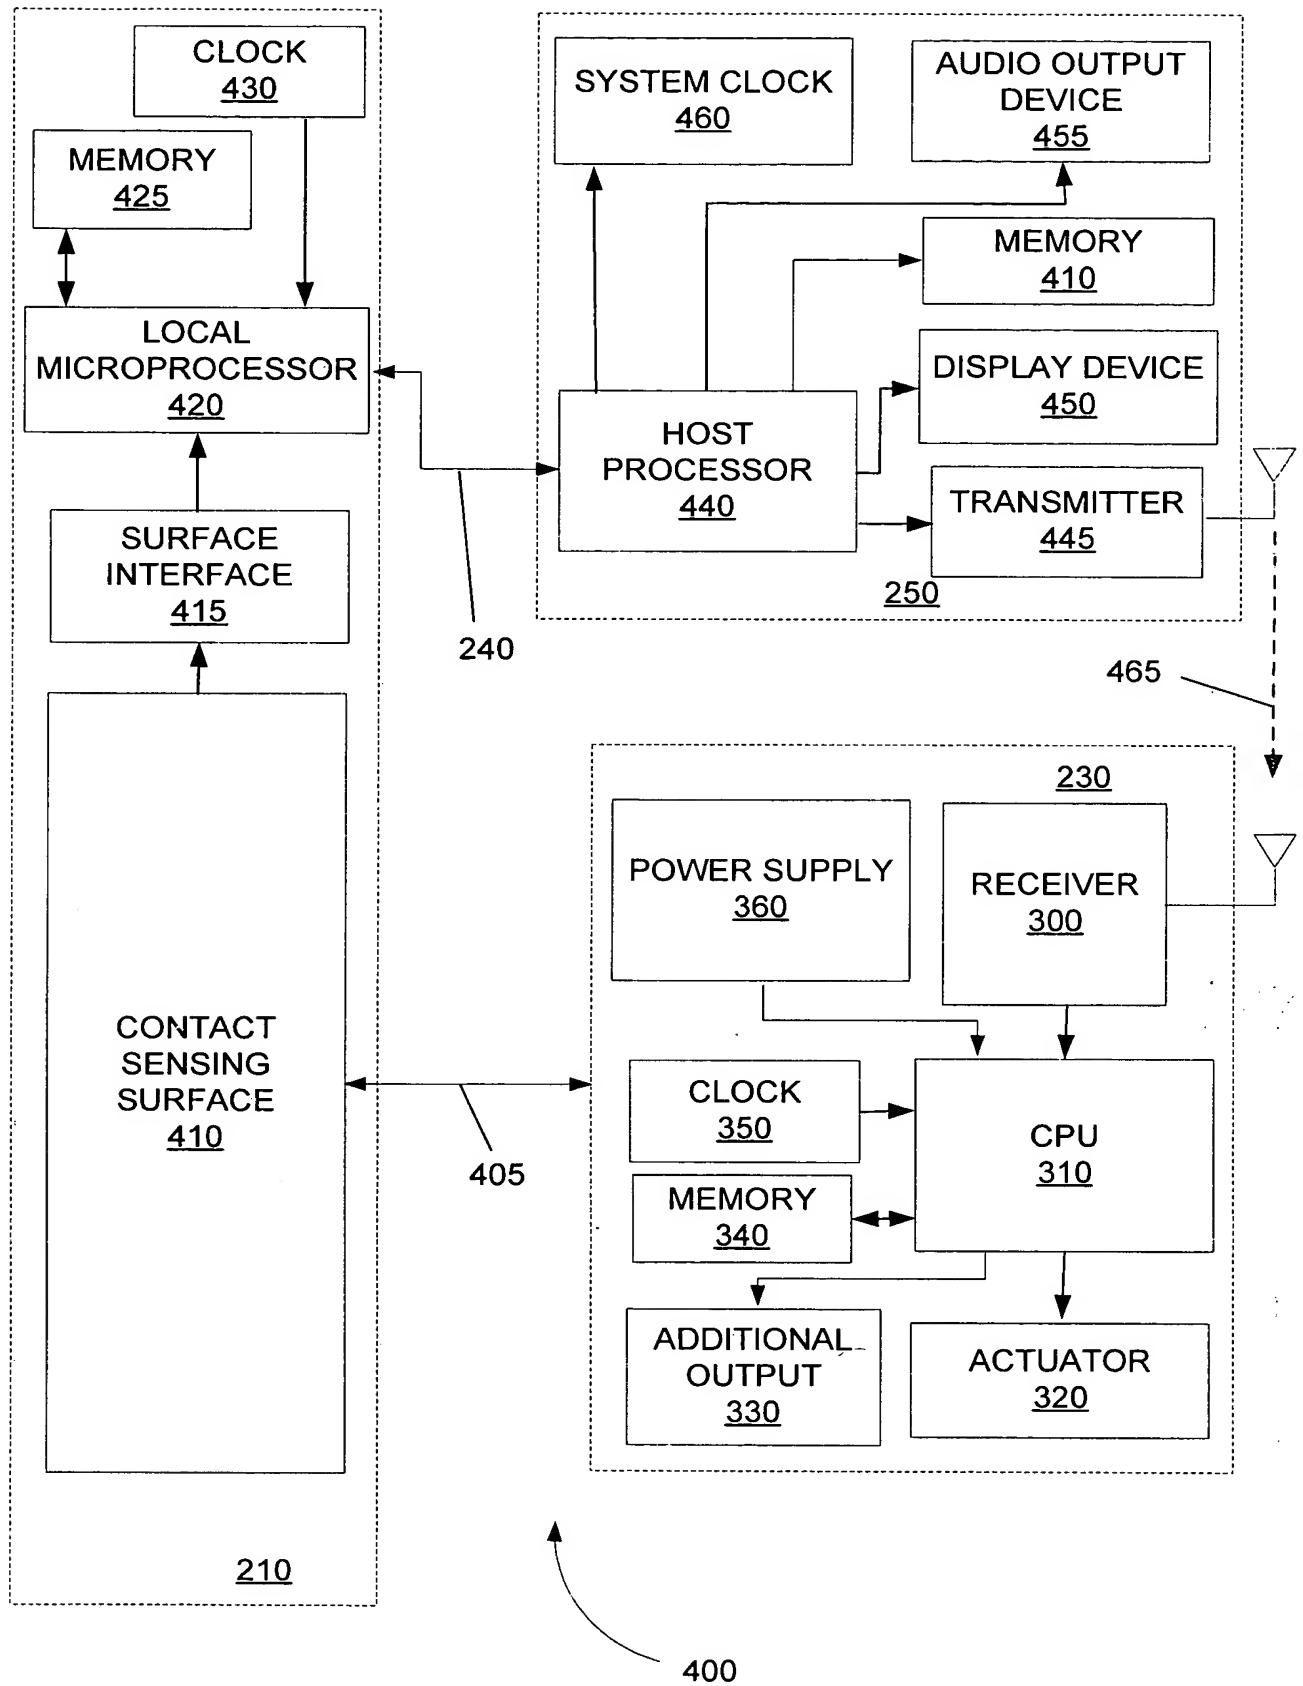 CLOCK
430
MEMORY
425
LOCAL
MICROPROCESSOR
420
SURFACE
INTERFACE
415
CONTACT
SENSING
SURFACE
410
210
SYSTEM CLOCK
460
AUDIO OUTPUT
DEVICE
455
MEMORY
410
DISPLAY DEVICE
450
HOST
PROCESSOR
440
TRANSMITTER
445
250
240
465
230
POWER SUPPLY
360
RECEIVER
300
CLOCK
350
CPU
310
MEMORY
340
405
ADDITIONAL
OUTPUT
330
ACTUATOR
320
400